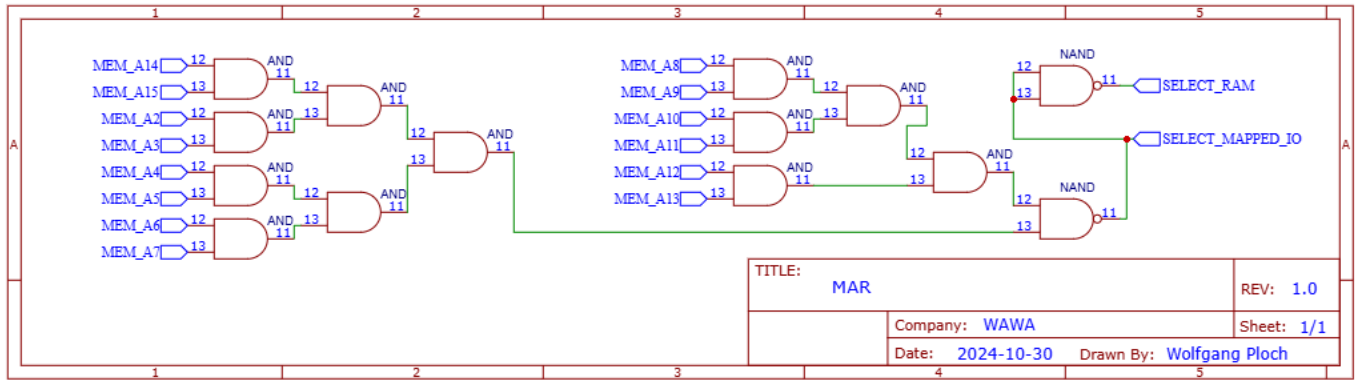 1 2 3 4 5
NAND
AND AND
MEM_A14 12 11 MEM_A8 12 11 12 11 SELECT_RAM
MEM_A15 13 12 AND 11 MEM_A9 13 12 AND 11 13
MEM_A2 12 AND 11 13 MEM_A10 12 AND 11 13
MEM_A3 13 12 AND 11 MEM_A11 13 SELECT_MAPPED_IO
A A
MEM_A4 12 AND 11 13 MEM_A12 12 AND 11 12 AND 11
MEM_A5 13 12 AND 11 MEM_A13 13 13 NAND
MEM_A6 12 AND 11 13 12 11
MEM_A7 13 13
TITLE:
MAR
REV: 1.0
Company: WAWA
Sheet: 1/1
Date: 2024-10-30 Drawn By: Wolfgang Ploch
1 2 3 4 5